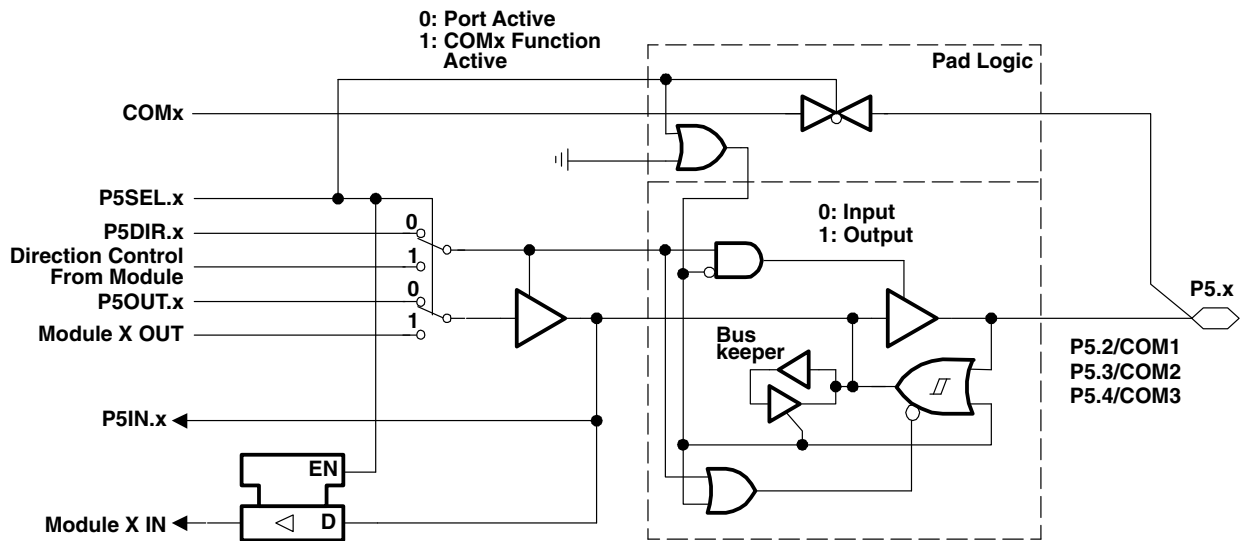 0: Port Active
1: COMx Function
Active
Pad Logic
COMx
P5SEL.x
0
P5DIR.x
1
Direction Control
From Module
0: Input
1: Output
0
P5OUT.x
1
Module X OUT
P5.x
Bus
keeper
P5.2/COM1
P5.3/COM2
P5.4/COM3
P5IN.x
EN
D
Module X IN